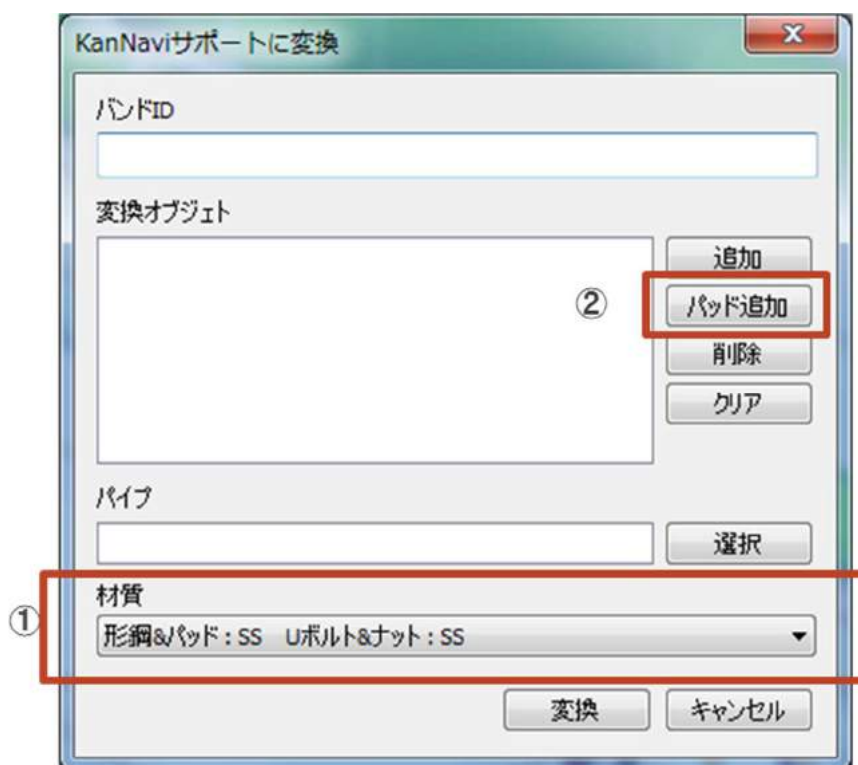 KanNaviサポートに変換
バンドID
変換オブジェト
追加
② パッド追加
削除
クリア
パイプ
選択
① 材質
形鋼&パッド:SS Uボルト&ナット:SS
変換 キャンセル